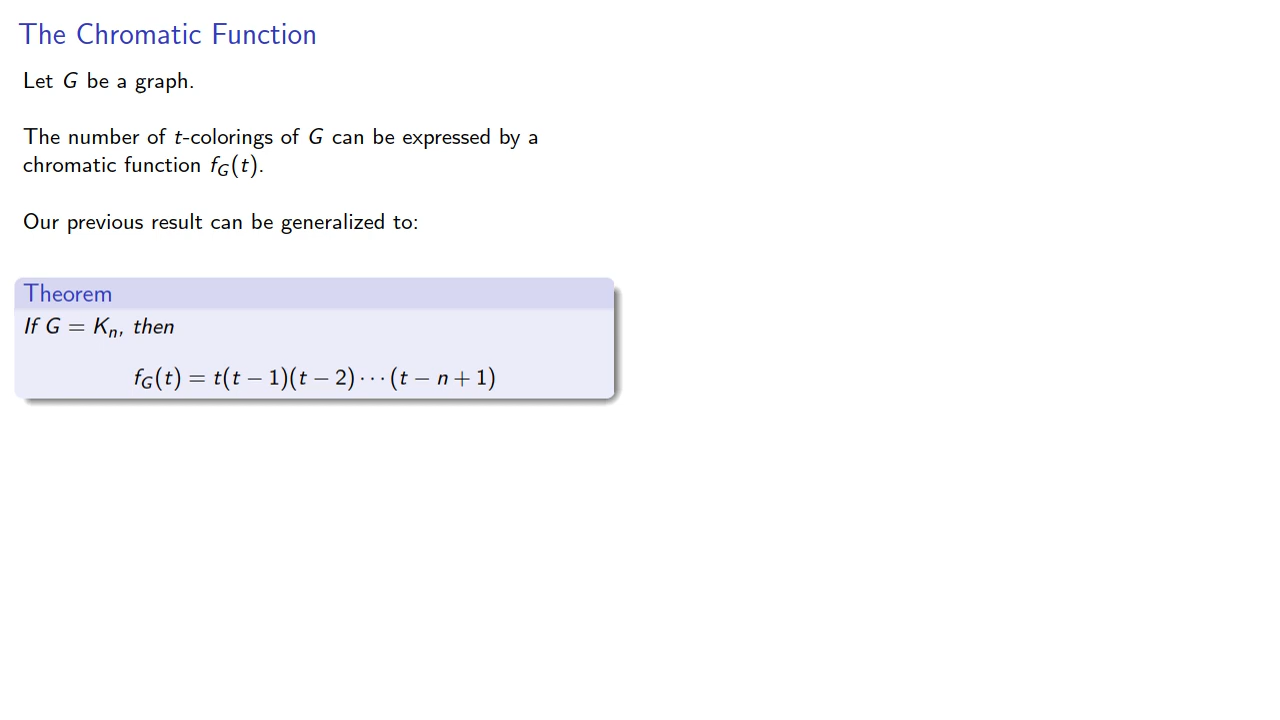 The Chromatic Function
Let G be a graph.
The number of t-colorings of G can be expressed by a
chromatic function f_G(t).
Our previous result can be generalized to:
Theorem
If G = K_n, then
f_G(t) = t(t − 1)(t − 2) · · · (t − n + 1)